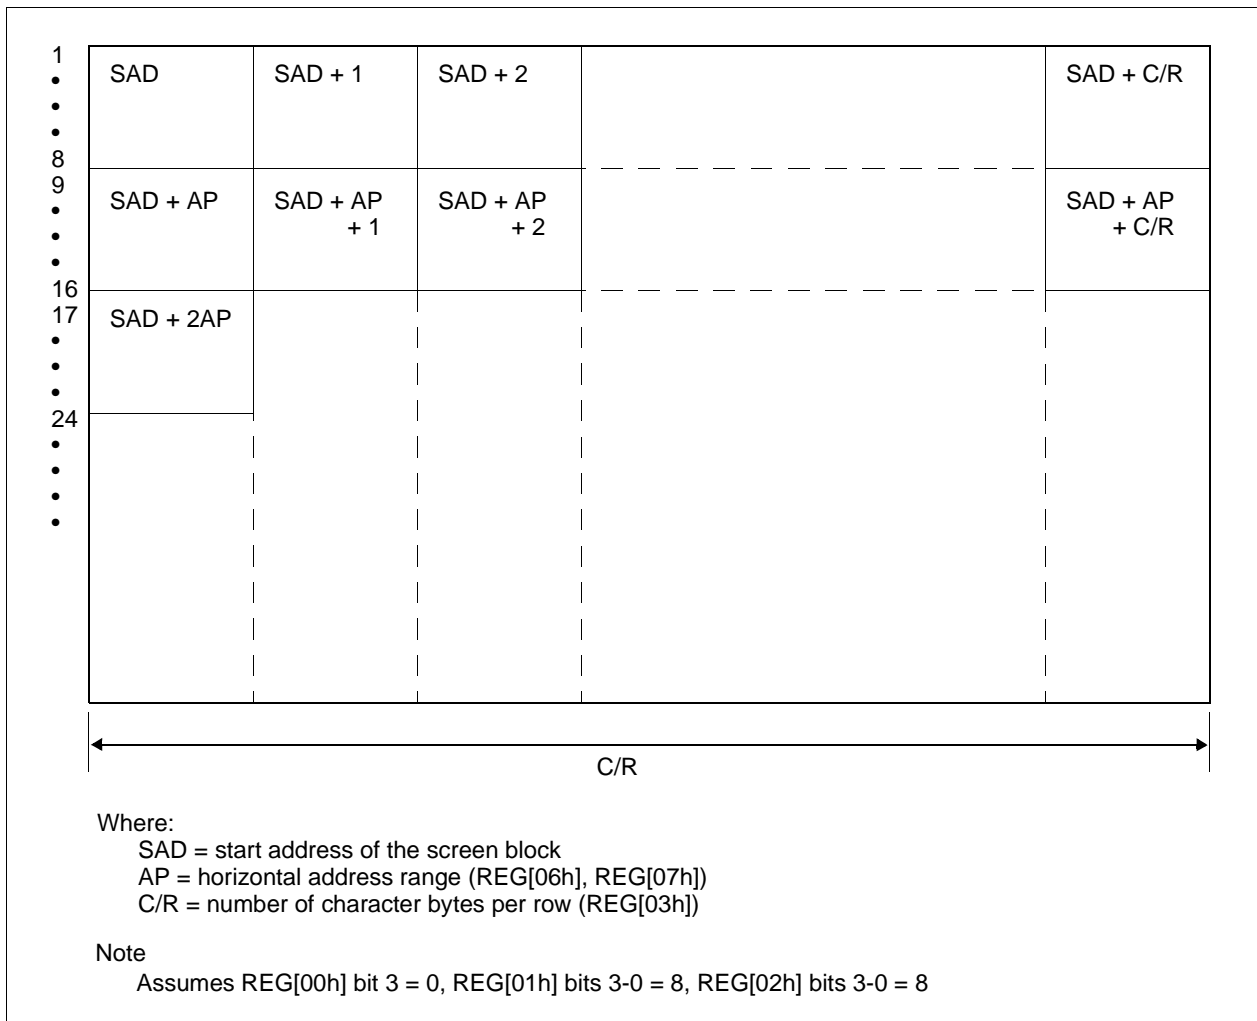 1
•
•
•
8
SAD
SAD + 1
SAD + 2
SAD + C/R
9
•
•
•
16
SAD + AP
SAD + AP
+ 1
SAD + AP
+ 2
SAD + AP
+ C/R
17
•
•
•
24
SAD + 2AP
•
•
•
•
C/R
Where:
SAD = start address of the screen block
AP = horizontal address range (REG[06h], REG[07h])
C/R = number of character bytes per row (REG[03h])
Note
Assumes REG[00h] bit 3 = 0, REG[01h] bits 3-0 = 8, REG[02h] bits 3-0 = 8